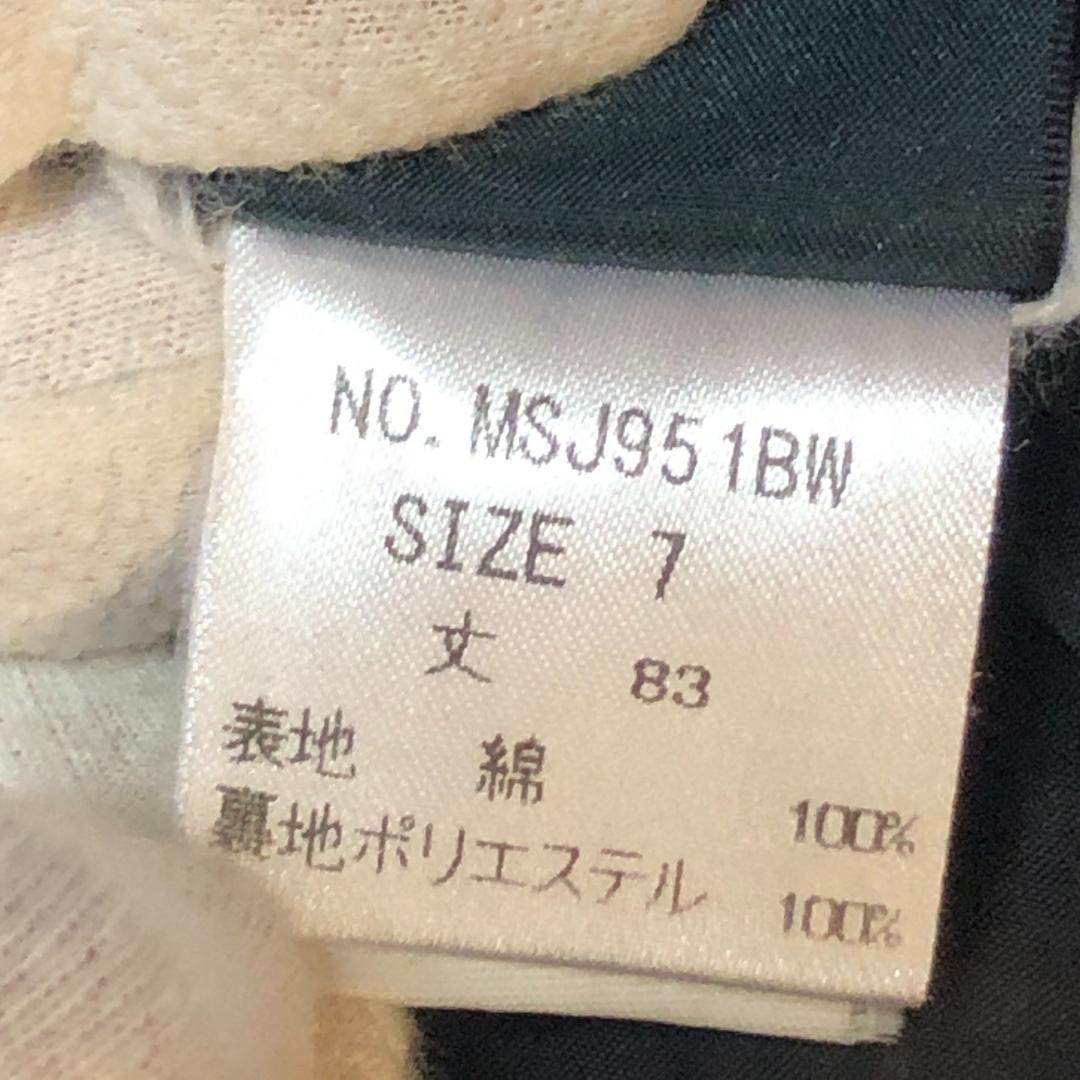 NO. MSJ951BW
SIZE 7
丈 83
表地 綿 100%
裏地ポリエステル 100%